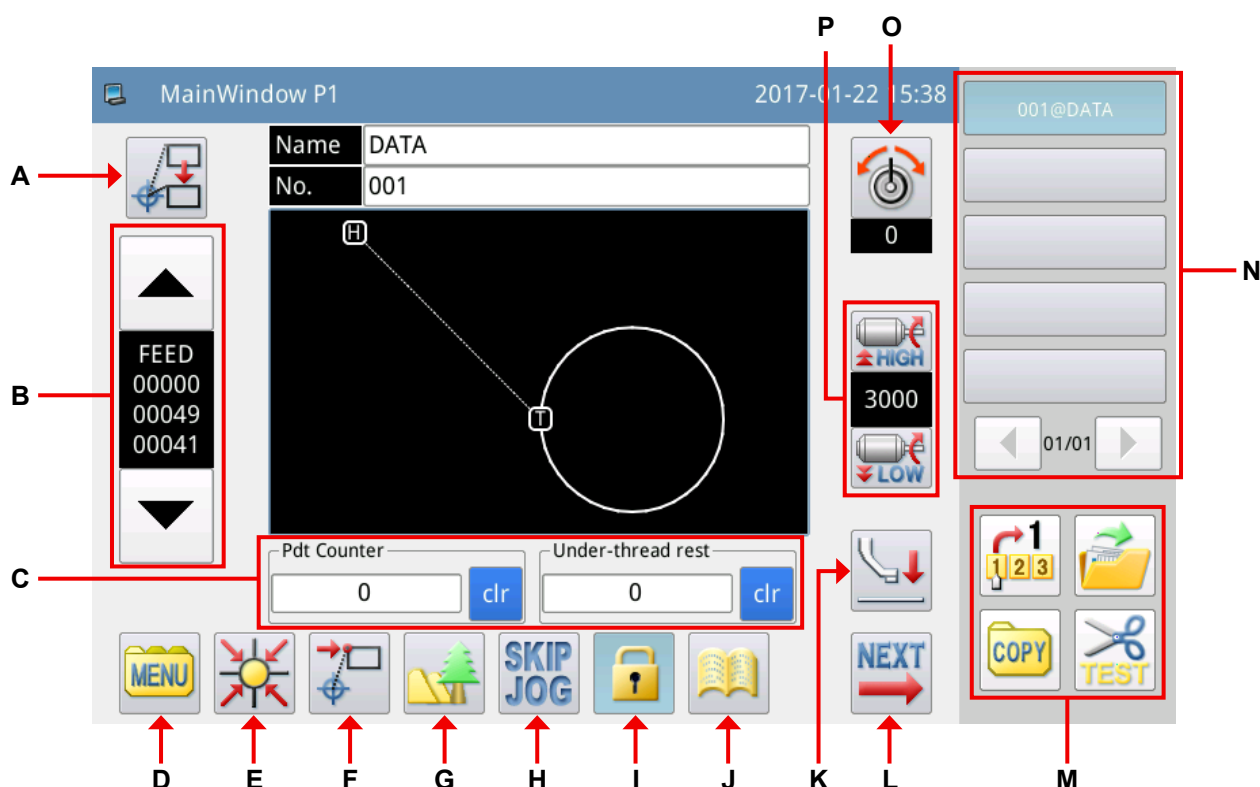 P O
MainWindow P1 2017-01-22 15:38
001@DATA
A
Name DATA
No. 001
H
0
N
B
FEED
00000
00049
00041
T
HIGH
3000
LOW
01/01
C
Pdt Counter Under-thread rest
0 clr 0 clr
1
1 2 3
MENU
SKIP
JOG
NEXT
COPY
TEST
D E F G H I J K L M